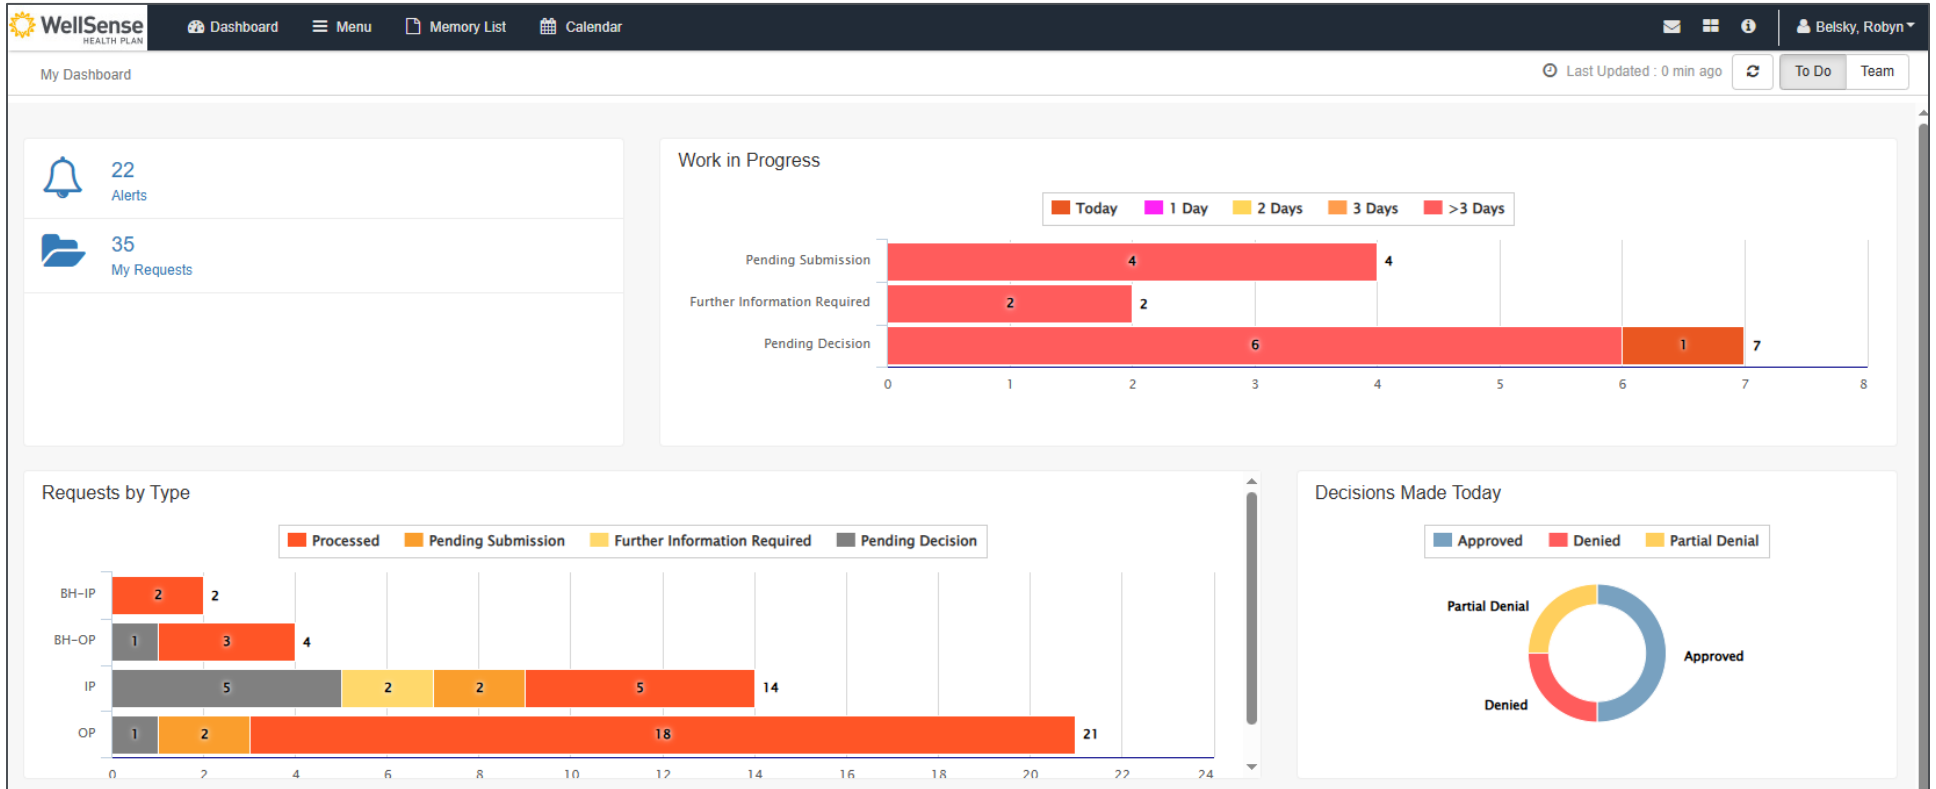 WellSense
HEALTH PLAN
Dashboard
Menu
Memory List
Calendar
Belsky, Robyn
My Dashboard
Last Updated : 0 min ago
To Do
Team
22
Alerts
35
My Requests
Work in Progress
Today 1 Day 2 Days 3 Days >3 Days
Pending Submission 4 4
Further Information Required 2 2
Pending Decision 6 1 7
0 1 2 3 4 5 6 7 8
Requests by Type
Processed Pending Submission Further Information Required Pending Decision
BH-IP 2 2
BH-OP 1 3 4
IP 5 2 2 5 14
OP 1 2 18 21
0 2 4 6 8 10 12 14 16 18 20 22 24
Decisions Made Today
Approved Denied Partial Denial
Partial Denial
Approved
Denied